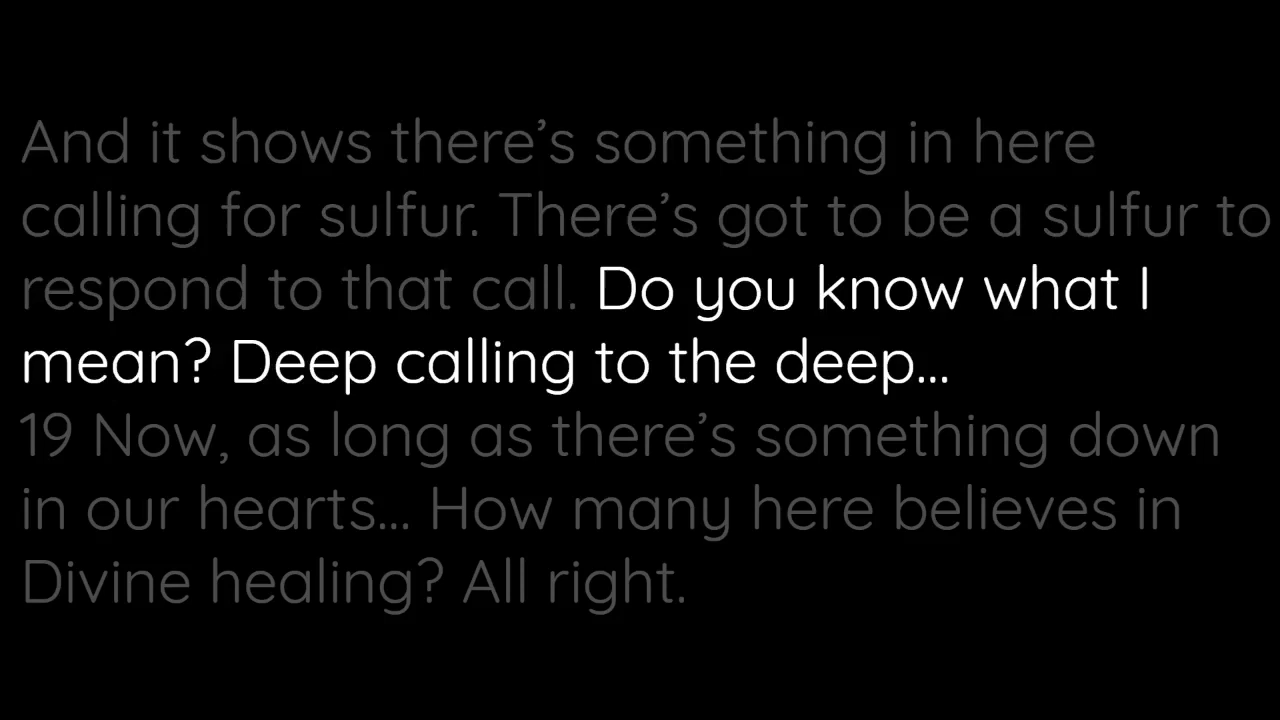 And it shows there’s something in here
calling for sulfur. There’s got to be a sulfur to
respond to that call. Do you know what I
mean? Deep calling to the deep...
19 Now, as long as there’s something down
in our hearts... How many here believes in
Divine healing? All right.